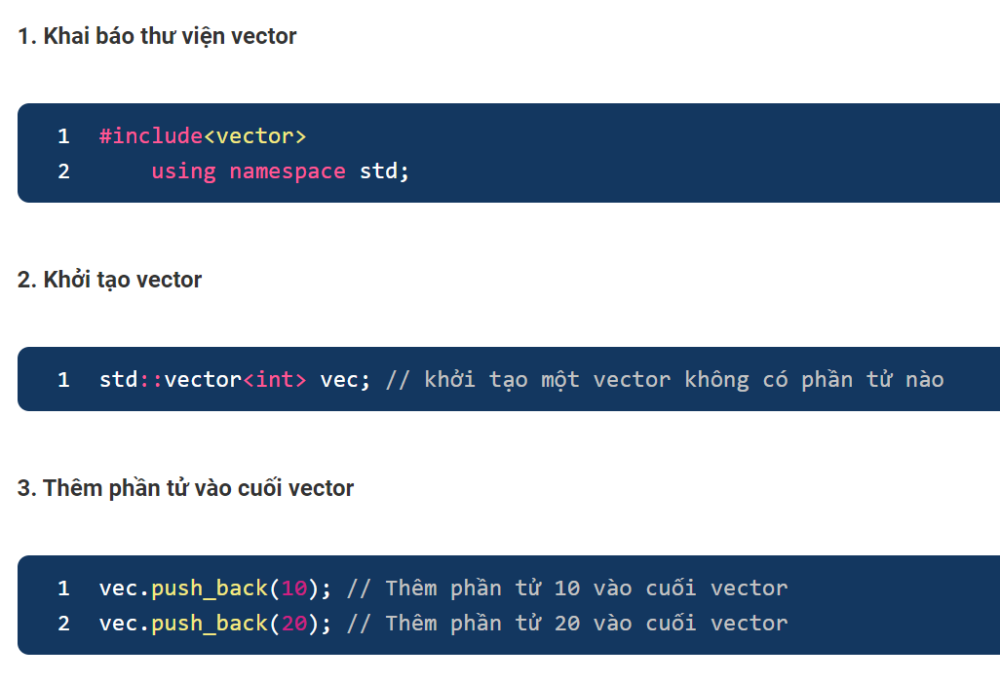 1. Khai báo thư viện vector
1 #include<vector>
2     using namespace std;
2. Khởi tạo vector
1 std::vector<int> vec; // khởi tạo một vector không có phần tử nào
3. Thêm phần tử vào cuối vector
1 vec.push_back(10); // Thêm phần tử 10 vào cuối vector
2 vec.push_back(20); // Thêm phần tử 20 vào cuối vector